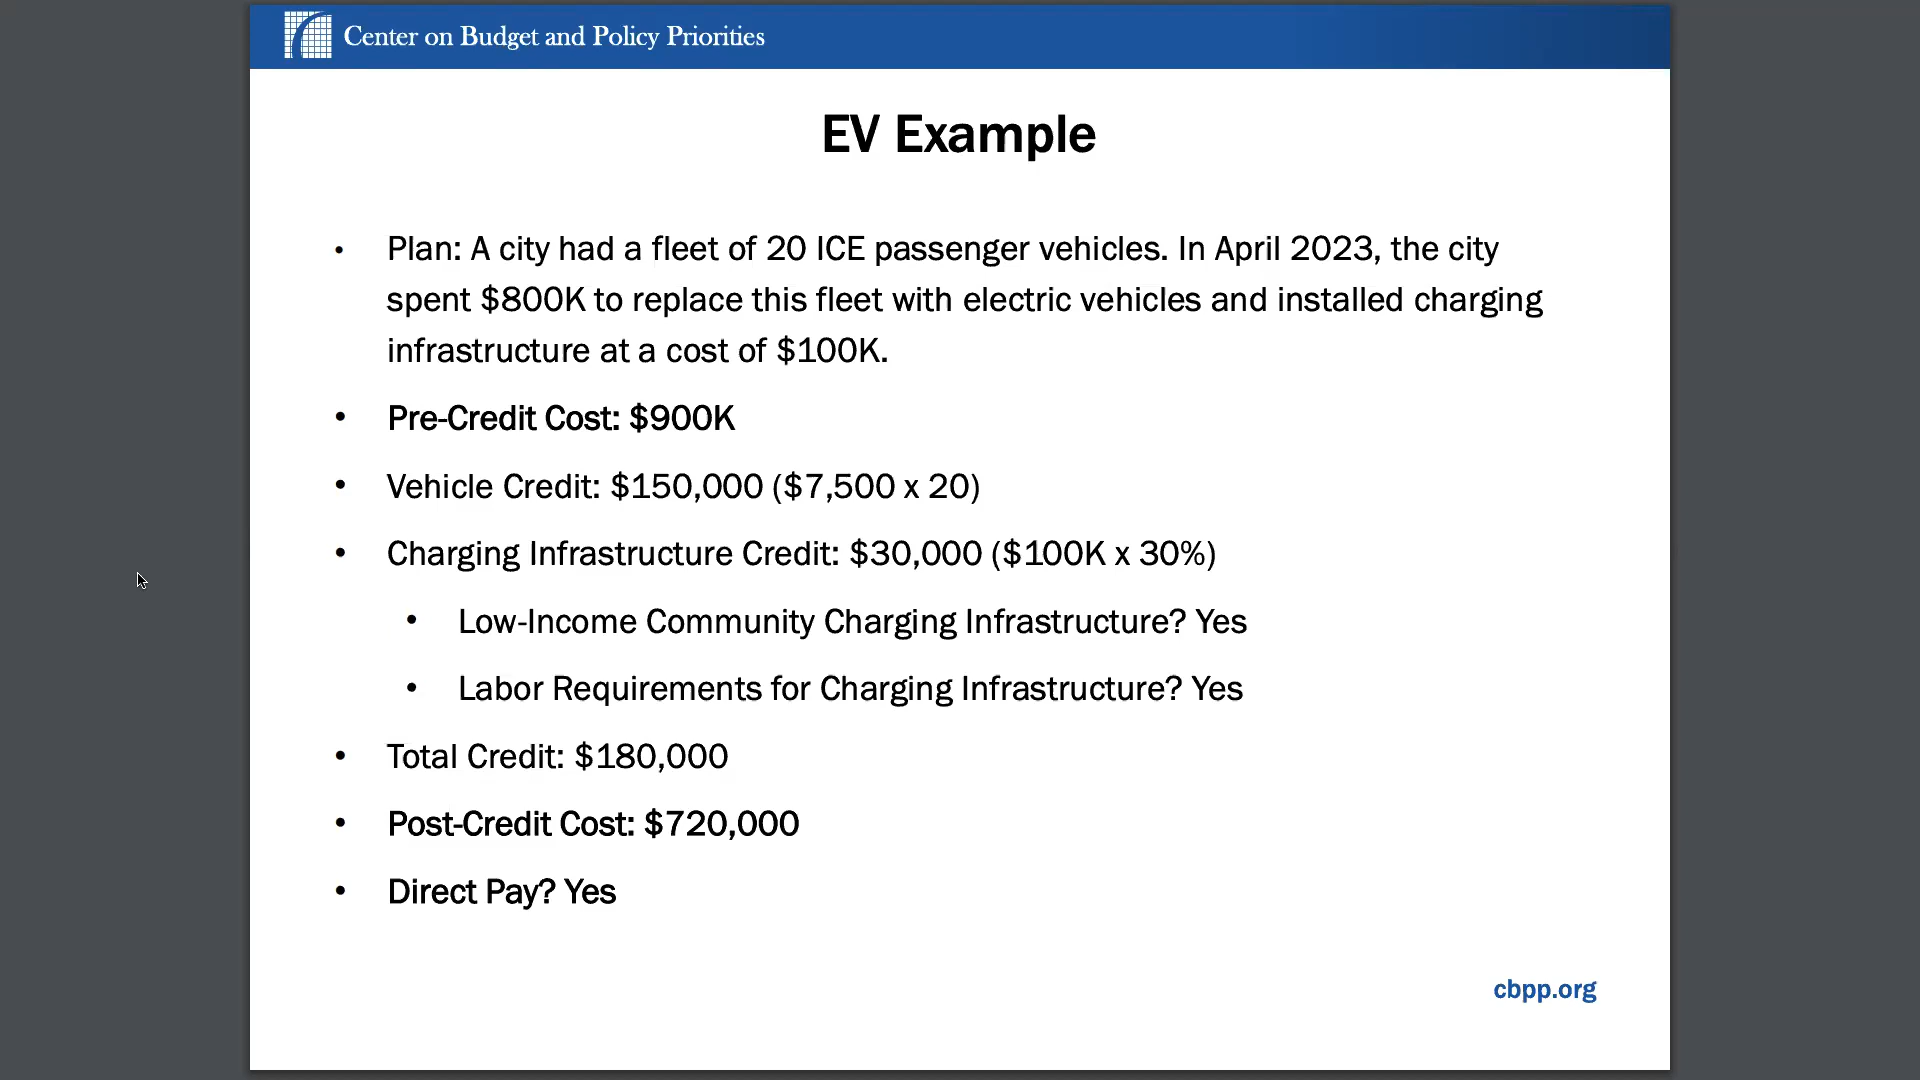 Center on Budget and Policy Priorities
EV Example
• Plan: A city had a fleet of 20 ICE passenger vehicles. In April 2023, the city
spent $800K to replace this fleet with electric vehicles and installed charging
infrastructure at a cost of $100K.
• Pre-Credit Cost: $900K
• Vehicle Credit: $150,000 ($7,500 x 20)
• Charging Infrastructure Credit: $30,000 ($100K x 30%)
• Low-Income Community Charging Infrastructure? Yes
• Labor Requirements for Charging Infrastructure? Yes
• Total Credit: $180,000
• Post-Credit Cost: $720,000
• Direct Pay? Yes
cbpp.org